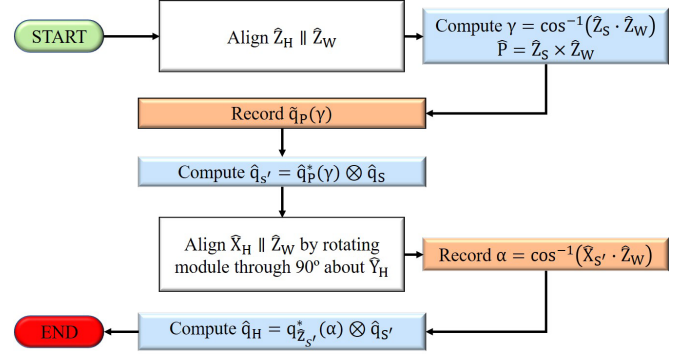 START
Align Ẑ_H ∥ Ẑ_W
Compute γ = cos⁻¹(Ẑ_S · Ẑ_W)
P̂ = Ẑ_S × Ẑ_W
Record q̃_P(γ)
Compute q̂_s′ = q̂*_P(γ) ⊗ q̂_S
Align X̂_H ∥ Ẑ_W by rotating
module through 90º about Ŷ_H
Record α = cos⁻¹(X̂_S′ · Ẑ_W)
END
Compute q̂_H = q*_Ẑ_S′(α) ⊗ q̂_s′